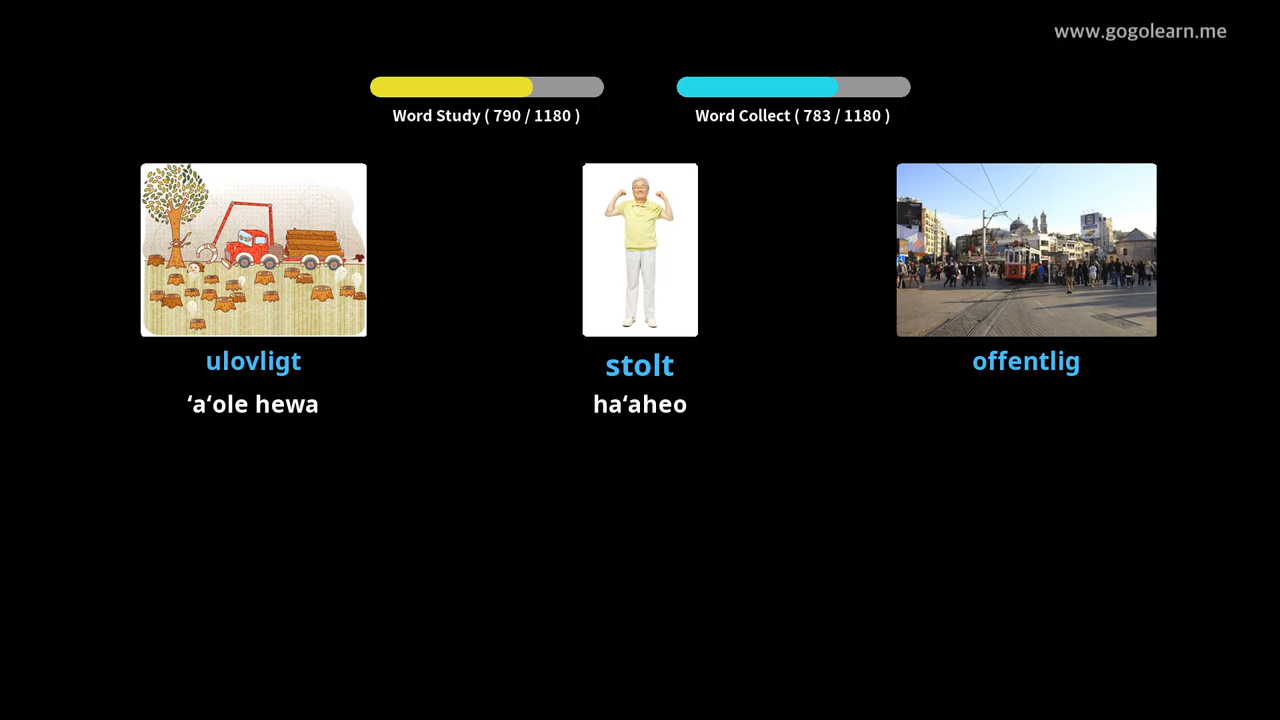 www.gogolearn.me
Word Study ( 790 / 1180 )
Word Collect ( 783 / 1180 )
ulovligt
stolt
offentlig
ʻaʻole hewa
haʻaheo